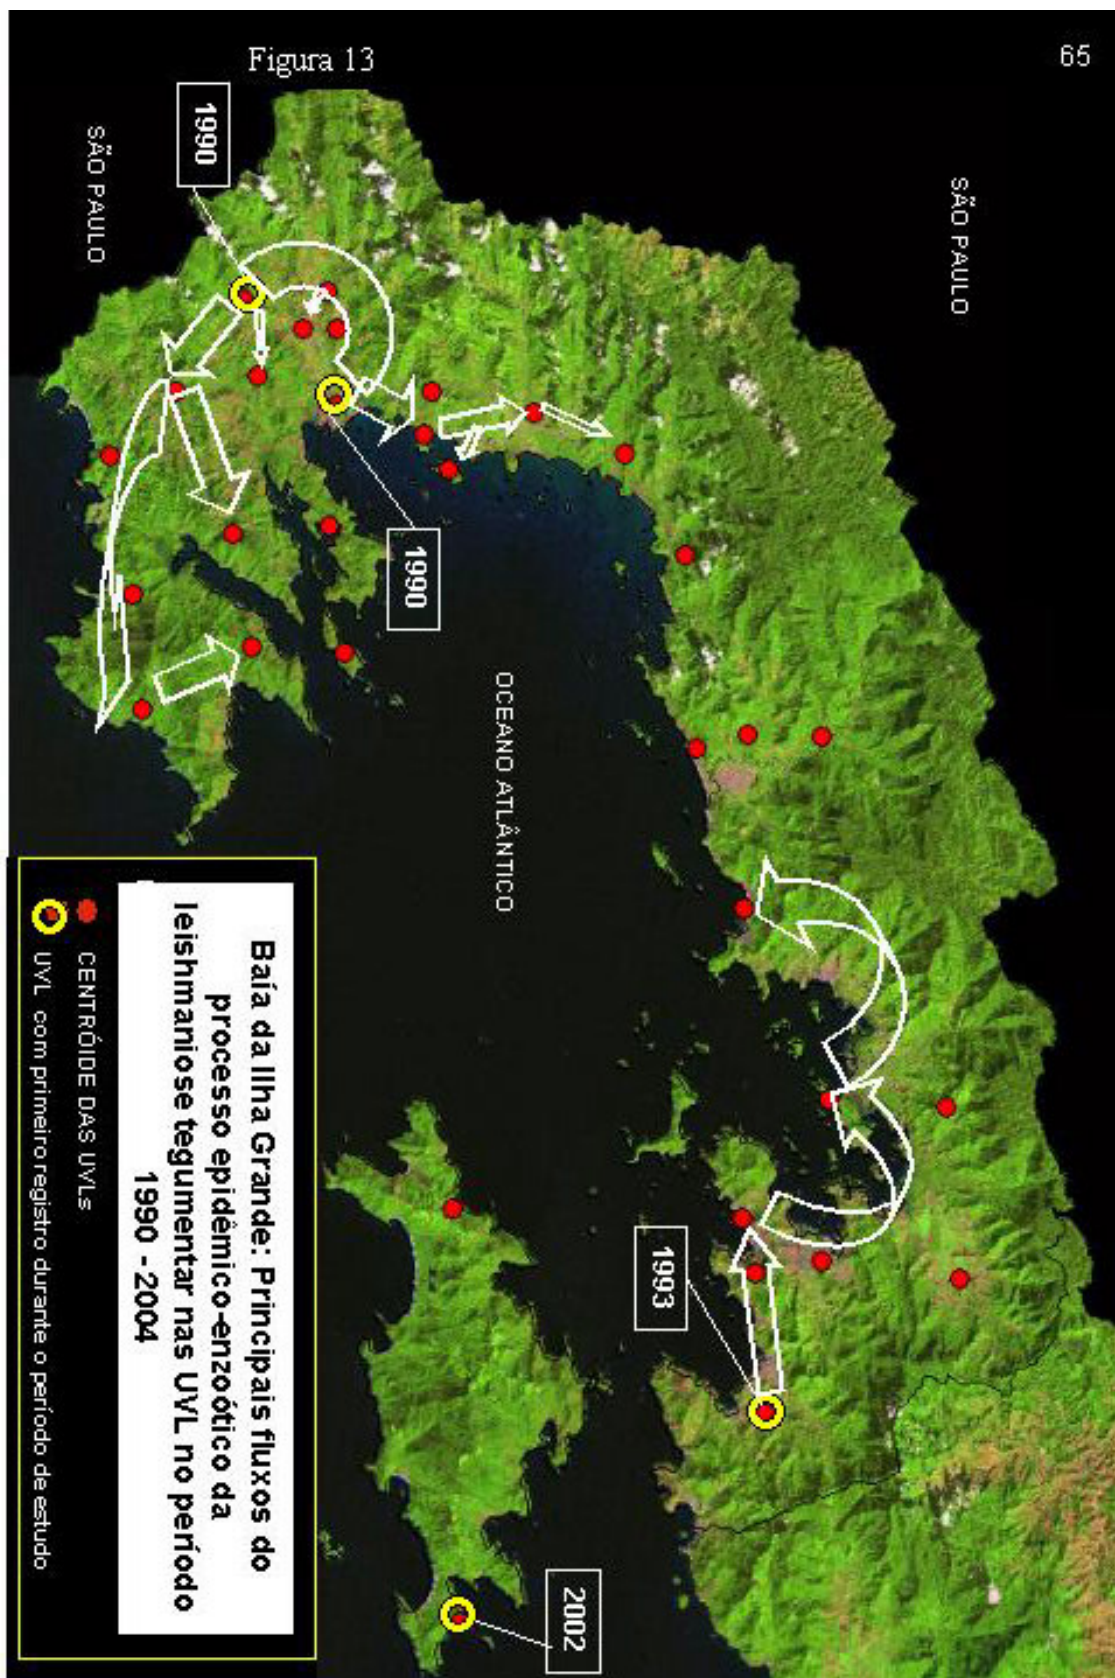 Figura 13
65
SÃO PAULO
SÃO PAULO
1990
1990
OCEANO ATLÂNTICO
1993
2002
Baía da Ilha Grande: Principais fluxos do
processo epidêmico-enzoótico da
leishmaniose tegumentar nas UVL no período
1990 - 2004
CENTRÓIDE DAS UVLs
UVL com primeiro registro durante o período de estudo